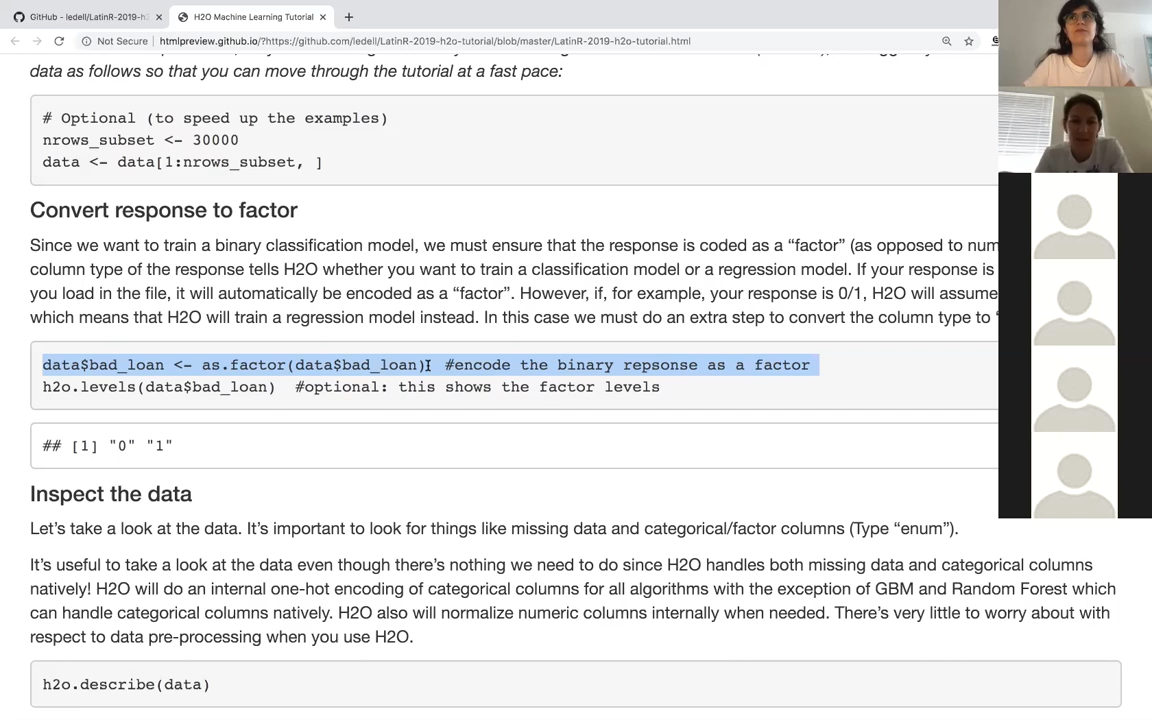 GitHub - ledell/LatinR-2019-h2
H2O Machine Learning Tutorial
Not Secure | htmlpreview.github.io/?https://github.com/ledell/LatinR-2019-h2o-tutorial/blob/master/LatinR-2019-h2o-tutorial.html
data as follows so that you can move through the tutorial at a fast pace:
# Optional (to speed up the examples)
nrows_subset <- 30000
data <- data[1:nrows_subset, ]
Convert response to factor
Since we want to train a binary classification model, we must ensure that the response is coded as a “factor” (as opposed to num
column type of the response tells H2O whether you want to train a classification model or a regression model. If your response is
you load in the file, it will automatically be encoded as a “factor”. However, if, for example, your response is 0/1, H2O will assume
which means that H2O will train a regression model instead. In this case we must do an extra step to convert the column type to “
data$bad_loan <- as.factor(data$bad_loan) #encode the binary repsonse as a factor
h2o.levels(data$bad_loan) #optional: this shows the factor levels
## [1] "0" "1"
Inspect the data
Let’s take a look at the data. It’s important to look for things like missing data and categorical/factor columns (Type “enum”).
It’s useful to take a look at the data even though there’s nothing we need to do since H2O handles both missing data and categorical columns
natively! H2O will do an internal one-hot encoding of categorical columns for all algorithms with the exception of GBM and Random Forest which
can handle categorical columns natively. H2O also will normalize numeric columns internally when needed. There’s very little to worry about with
respect to data pre-processing when you use H2O.
h2o.describe(data)